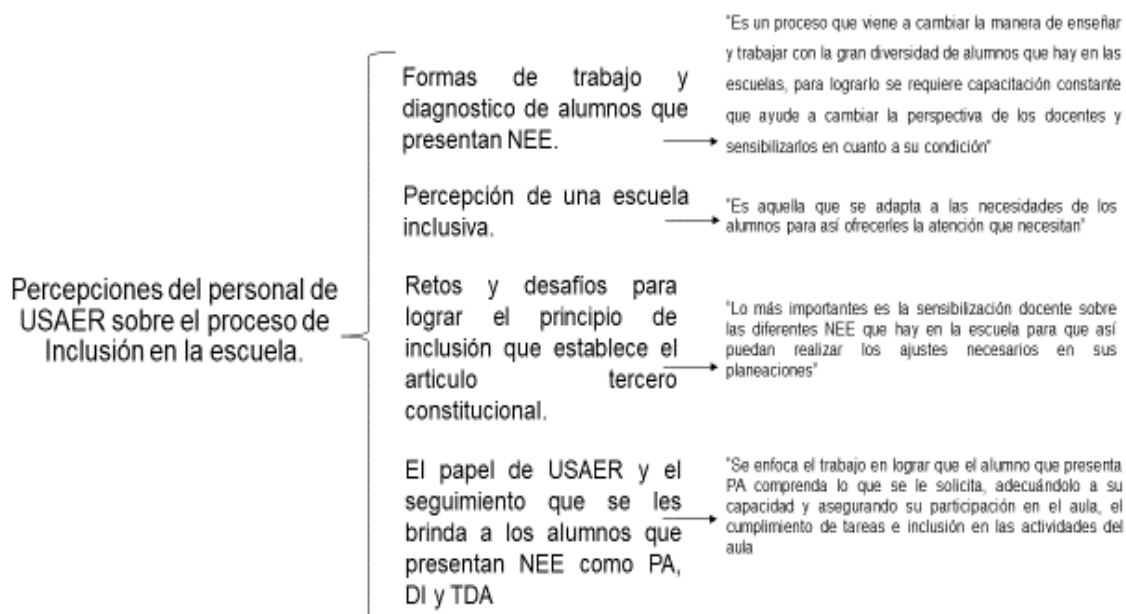 Percepciones del personal de
USAER sobre el proceso de
Inclusión en la escuela.
Formas de trabajo y
diagnostico de alumnos que
presentan NEE.
"Es un proceso que viene a cambiar la manera de enseñar
y trabajar con la gran diversidad de alumnos que hay en las
escuelas, para lograrlo se requiere capacitación constante
que ayude a cambiar la perspectiva de los docentes y
sensibilizarlos en cuanto a su condición"
Percepción de una escuela
inclusiva.
"Es aquella que se adapta a las necesidades de los
alumnos para así ofrecerles la atención que necesitan"
Retos y desafíos para
lograr el principio de
inclusión que establece el
articulo tercero
constitucional.
"Lo más importantes es la sensibilización docente sobre
las diferentes NEE que hay en la escuela para que así
puedan realizar los ajustes necesarios en sus
planeaciones"
El papel de USAER y el
seguimiento que se les
brinda a los alumnos que
presentan NEE como PA,
DI y TDA
"Se enfoca el trabajo en lograr que el alumno que presenta
PA comprenda lo que se le solicita, adecuándolo a su
capacidad y asegurando su participación en el aula, el
cumplimiento de tareas e inclusión en las actividades del
aula